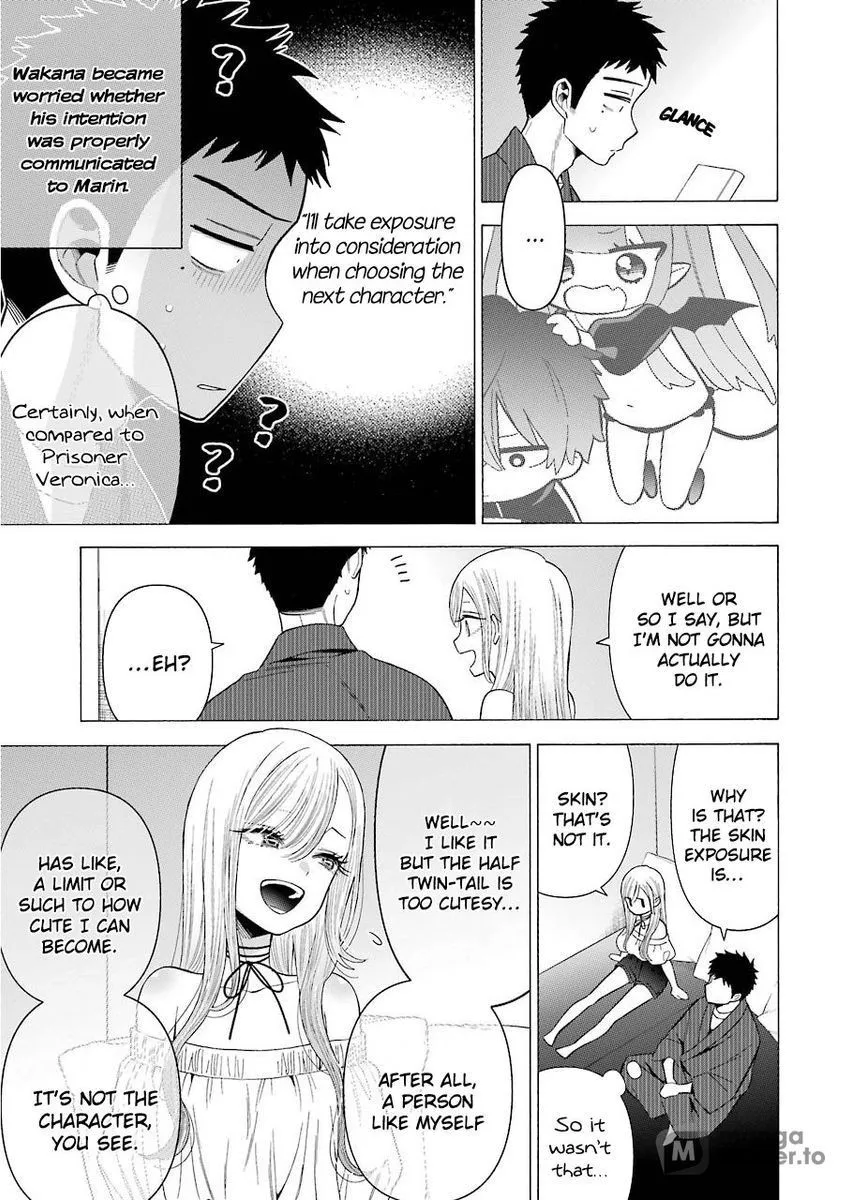 GLANCE
...
Wakana became
worried whether
his intention
was properly
communicated
to Marin.
?
"I'll take exposure
into consideration
when choosing the
next character."
?
?
?
Certainly, when
compared to
Prisoner
Veronica...
WELL OR
SO I SAY, BUT
I'M NOT GONNA
ACTUALLY
DO IT.
...EH?
WHY
IS THAT?
THE SKIN
EXPOSURE
IS...
SKIN?
THAT'S
NOT IT.
So it
wasn't
that...
WELL~~
I LIKE IT
BUT THE HALF
TWIN-TAIL IS
TOO CUTESY...
AFTER ALL,
A PERSON
LIKE MYSELF
HAS LIKE,
A LIMIT OR
SUCH TO HOW
CUTE I CAN
BECOME.
IT'S NOT THE
CHARACTER,
YOU SEE.
M